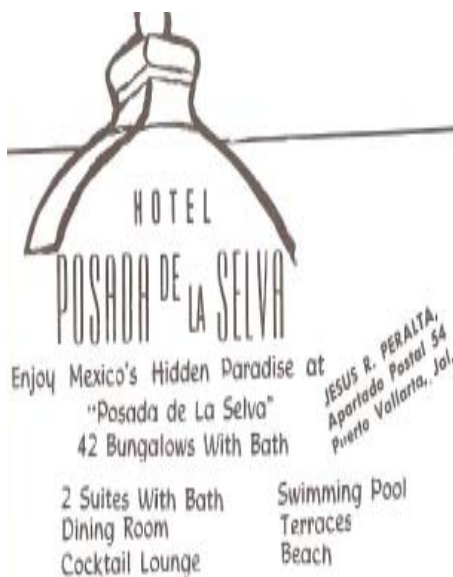 HOTEL
POSADA DE LA SELVA
Enjoy Mexico's Hidden Paradise at
"Posada de La Selva"
42 Bungalows With Bath
JESUS R. PERALTA,
Apartado Postal 54
Puerto Vallarta, Jal.
2 Suites With Bath
Dining Room
Cocktail Lounge
Swimming Pool
Terraces
Beach